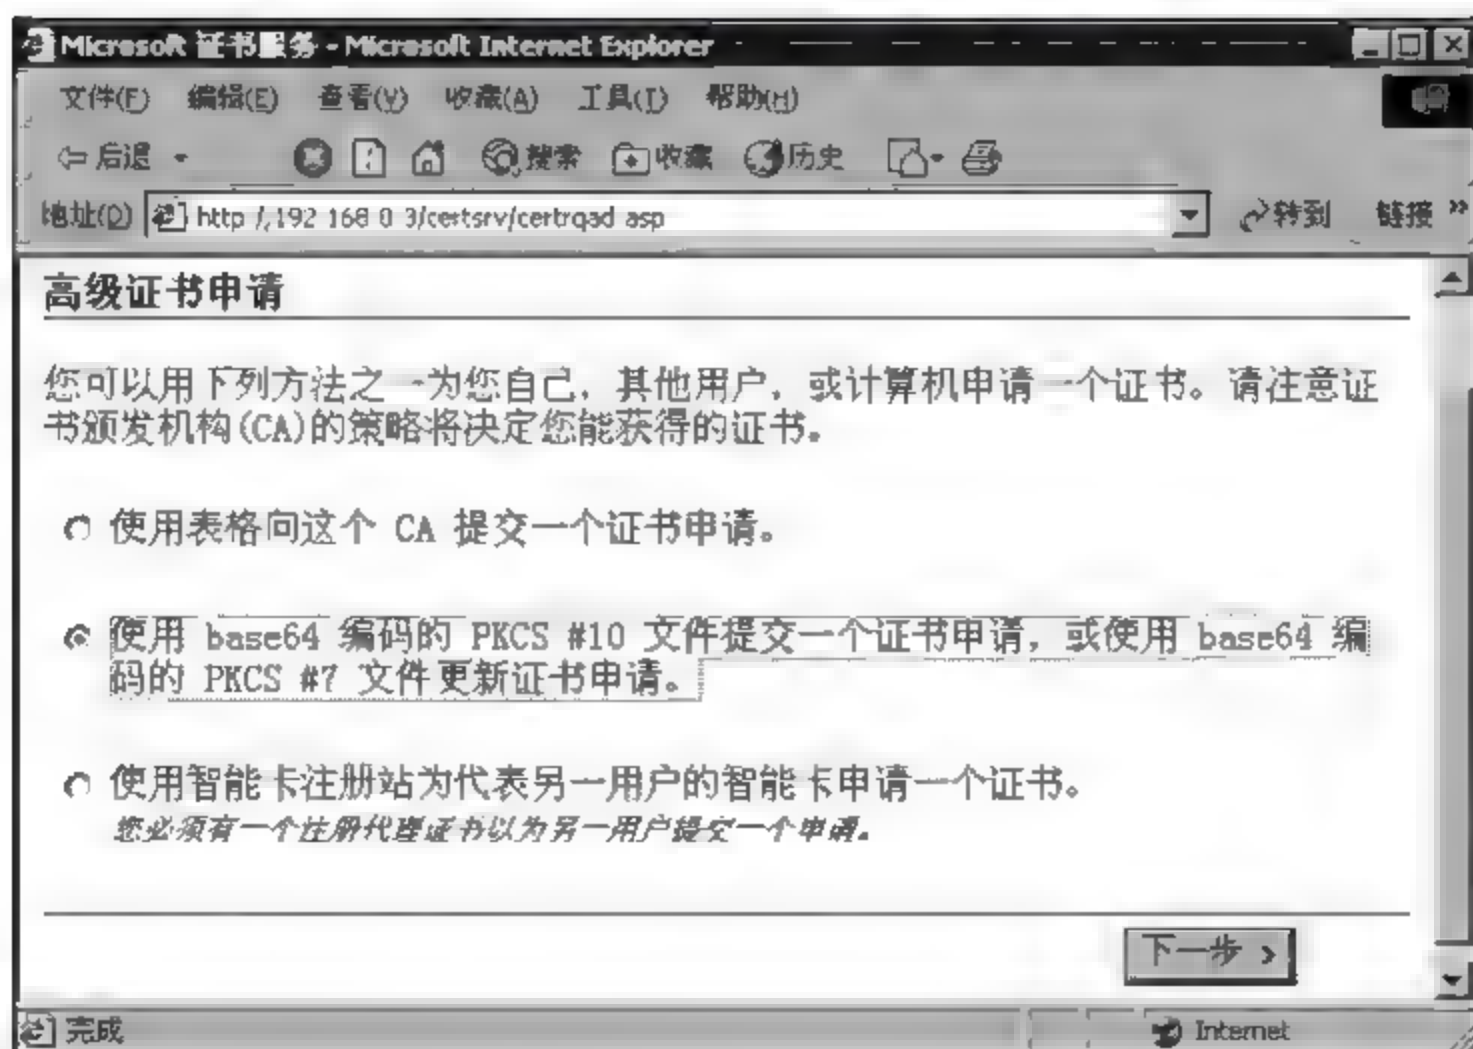 Microsoft 证书服务 - Microsoft Internet Explorer
文件(F) 编辑(E) 查看(V) 收藏(A) 工具(T) 帮助(H)
后退 搜索 收藏 历史
地址(D) http //192 168 0 3/certsrv/certrqad asp 转到 链接 »
高级证书申请
您可以用下列方法之一为您自己, 其他用户, 或计算机申请一个证书。请注意证
书颁发机构(CA)的策略将决定您能获得的证书。
使用表格向这个 CA 提交一个证书申请。
使用 base64 编码的 PKCS #10 文件提交一个证书申请, 或使用 base64 编
码的 PKCS #7 文件更新证书申请。
使用智能卡注册站为代表另一用户的智能卡申请一个证书。
您必须有一个注册代理证书以为另一用户提交一个申请。
下一步 >
完成 Internet